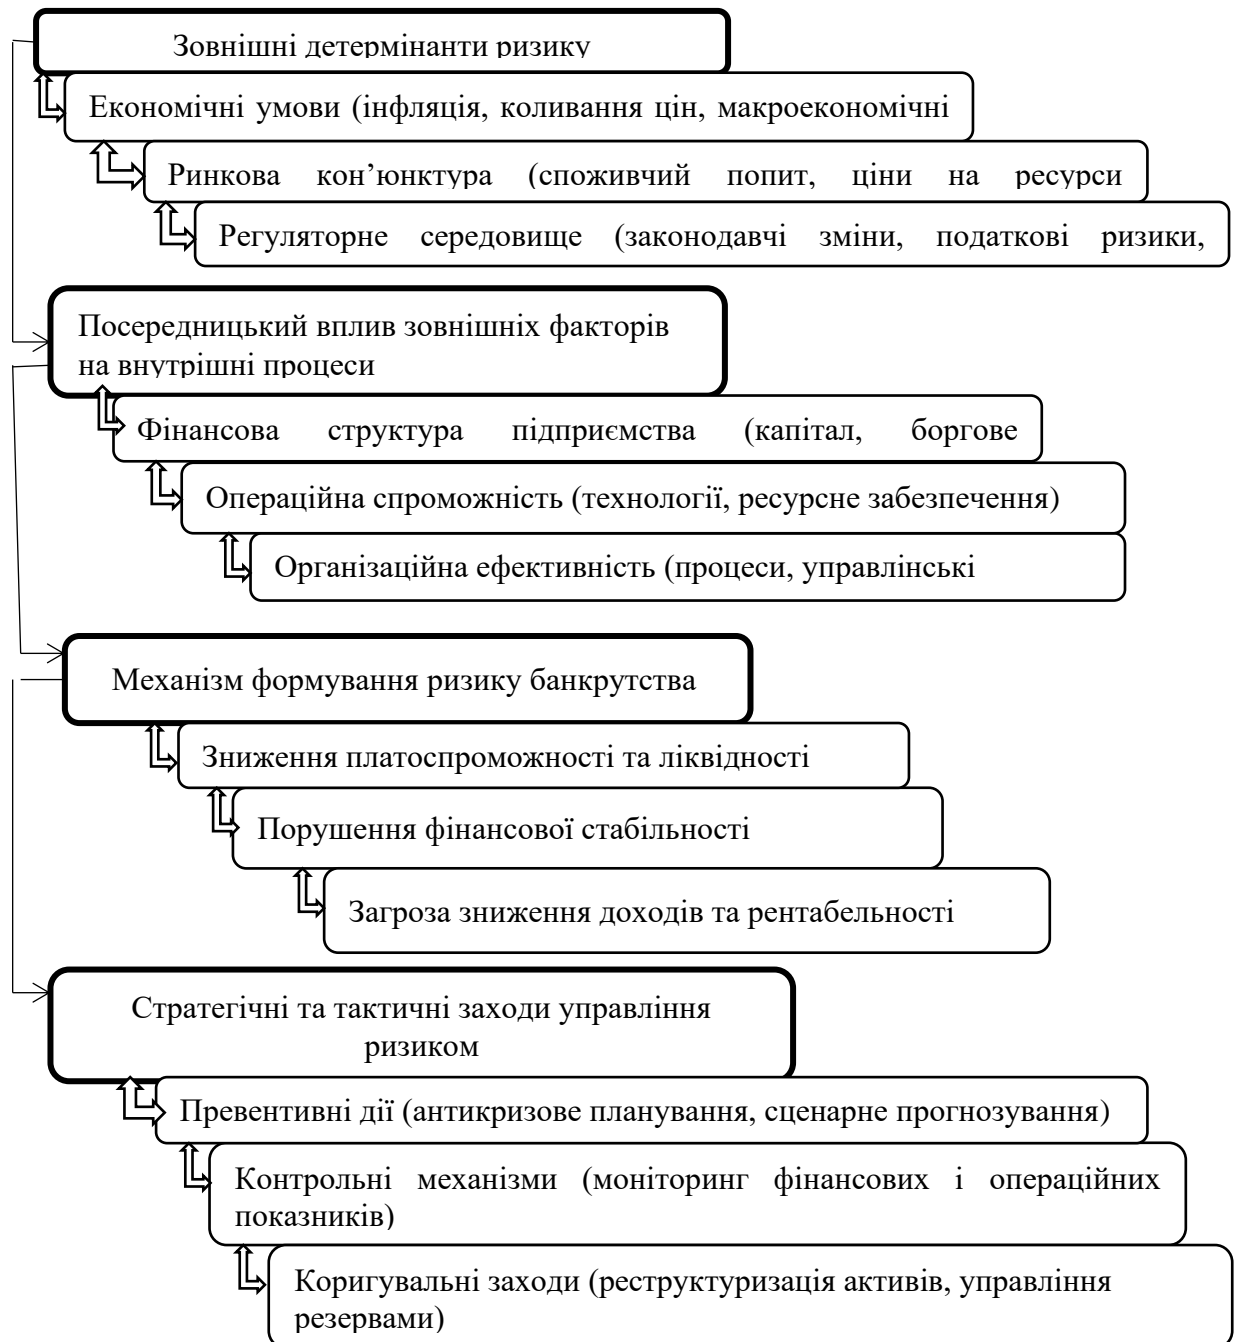 Зовнішні детермінанти ризику
Економічні умови (інфляція, коливання цін, макроекономічні
Ринкова кон’юнктура (споживчий попит, ціни на ресурси
Регуляторне середовище (законодавчі зміни, податкові ризики,
Посередницький вплив зовнішніх факторів
на внутрішні процеси
Фінансова структура підприємства (капітал, боргове
Операційна спроможність (технології, ресурсне забезпечення)
Організаційна ефективність (процеси, управлінські
Механізм формування ризику банкрутства
Зниження платоспроможності та ліквідності
Порушення фінансової стабільності
Загроза зниження доходів та рентабельності
Стратегічні та тактичні заходи управління
ризиком
Превентивні дії (антикризове планування, сценарне прогнозування)
Контрольні механізми (моніторинг фінансових і операційних
показників)
Коригувальні заходи (реструктуризація активів, управління
резервами)